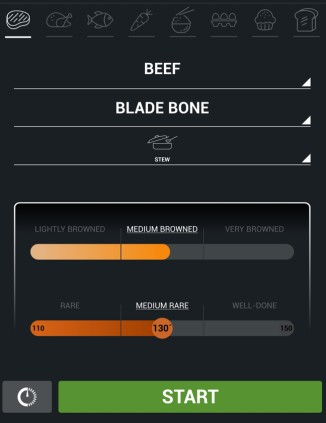 BEEF
BLADE BONE
STEW
LIGHTLY BROWNED MEDIUM BROWNED VERY BROWNED
RARE MEDIUM RARE WELL-DONE
110 130° 150
START